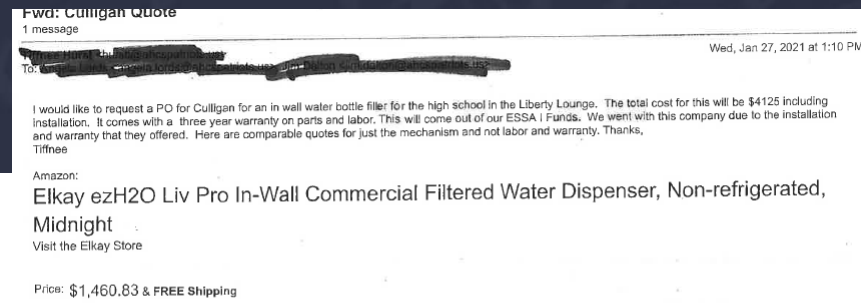 Fwd: Culligan Quote
1 message
Wed, Jan 27, 2021 at 1:10 PM
To:
I would like to request a PO for Culligan for an in wall water bottle filler for the high school in the Liberty Lounge. The total cost for this will be $4125 including
installation. It comes with a three year warranty on parts and labor. This will come out of our ESSA I Funds. We went with this company due to the installation
and warranty that they offered. Here are comparable quotes for just the mechanism and not labor and warranty. Thanks,
Tiffnee
Amazon:
Elkay ezH2O Liv Pro In-Wall Commercial Filtered Water Dispenser, Non-refrigerated,
Midnight
Visit the Elkay Store
Price: $1,460.83 & FREE Shipping